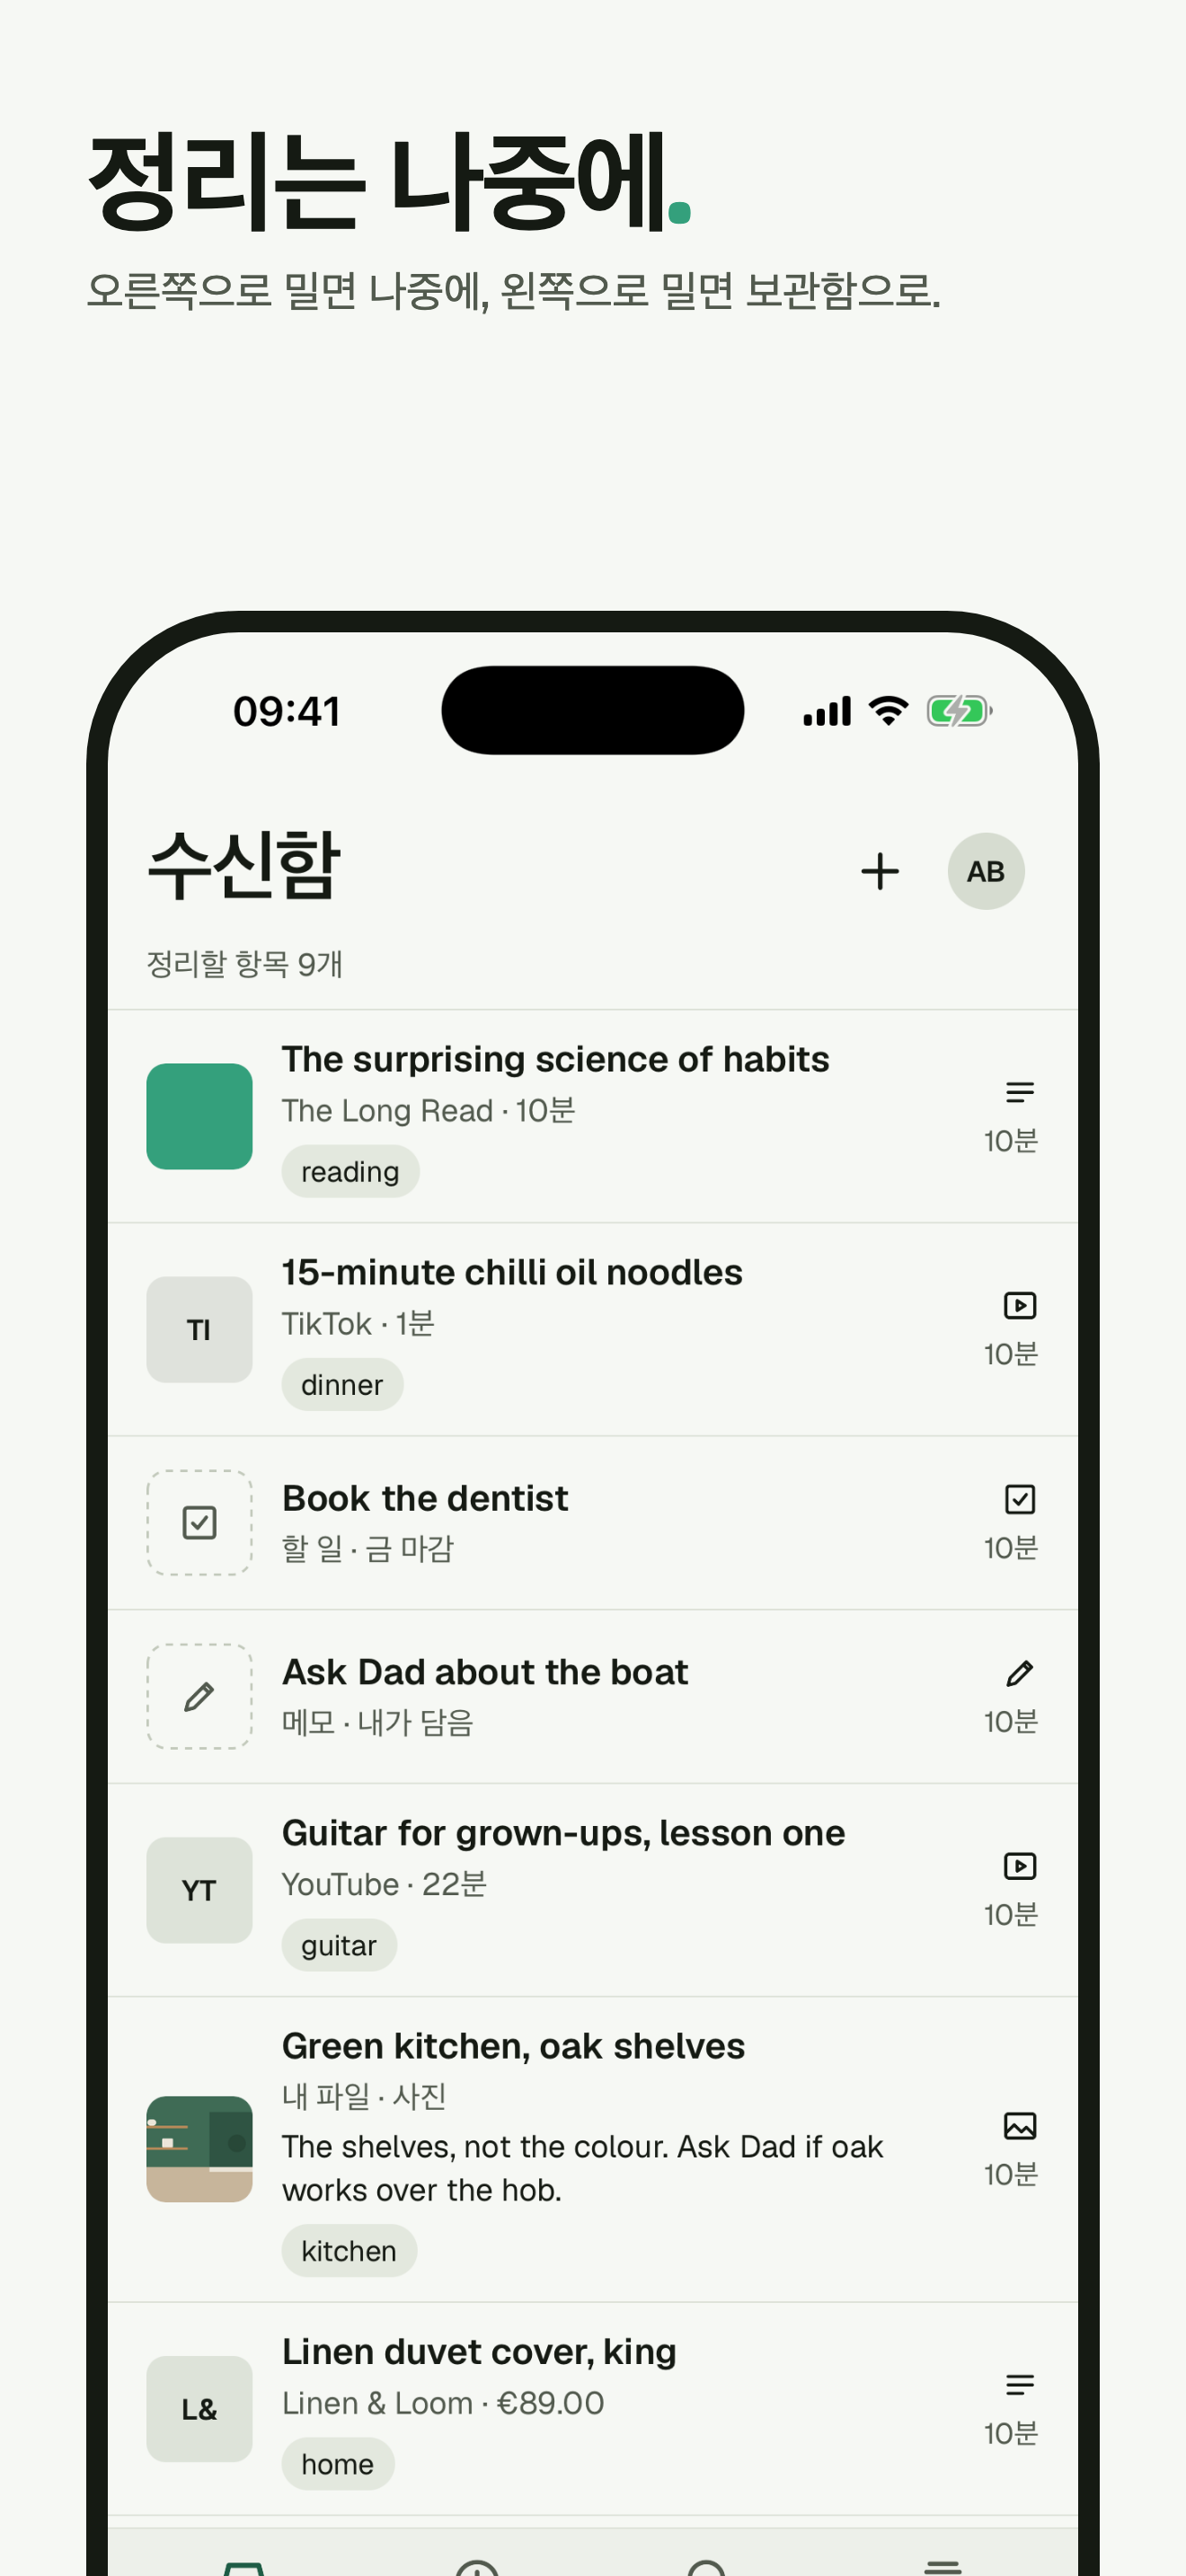 정리는 나중에.
오른쪽으로 밀면 나중에, 왼쪽으로 밀면 보관함으로.
09:41
수신함
AB
정리할 항목 9개
The surprising science of habits
The Long Read · 10분
10분
reading
15-minute chilli oil noodles
TI
TikTok · 1분
10분
dinner
Book the dentist
할 일 · 금 마감
10분
Ask Dad about the boat
메모 · 내가 담음
10분
Guitar for grown-ups, lesson one
YT
YouTube · 22분
10분
guitar
Green kitchen, oak shelves
내 파일 · 사진
The shelves, not the colour. Ask Dad if oak
works over the hob.
10분
kitchen
Linen duvet cover, king
L&
Linen & Loom · €89.00
10분
home